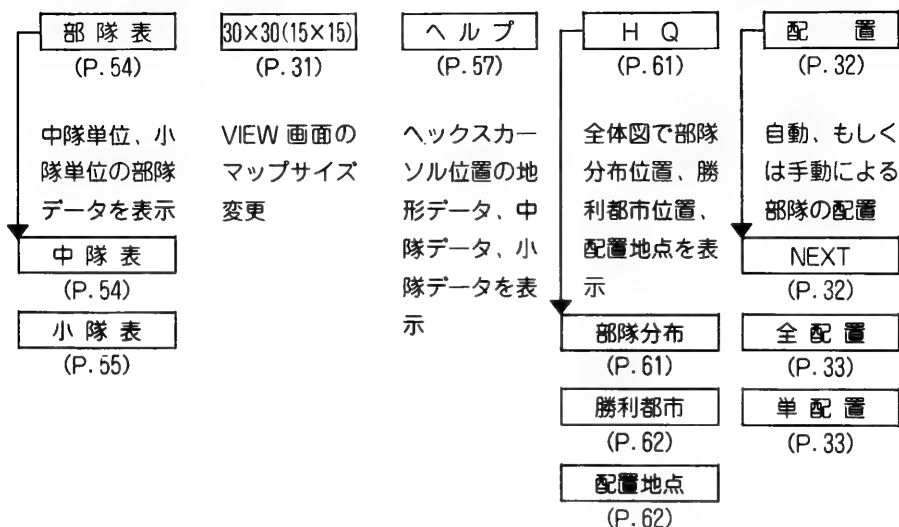 部隊表
(P.54)
中隊単位、小
隊単位の部隊
データを表示
中隊表
(P.54)
小隊表
(P.55)
30×30(15×15)
(P.31)
VIEW 画面の
マップサイズ
変更
ヘルプ
(P.57)
ヘックスカー
ソル位置の地
形データ、中
隊データ、小
隊データを表
示
HQ
(P.61)
全体図で部隊
分布位置、勝
利都市位置、
配置地点を表
示
部隊分布
(P.61)
勝利都市
(P.62)
配置地点
(P.62)
配置
(P.32)
自動、もしく
は手動による
部隊の配置
NEXT
(P.32)
全配置
(P.33)
単配置
(P.33)